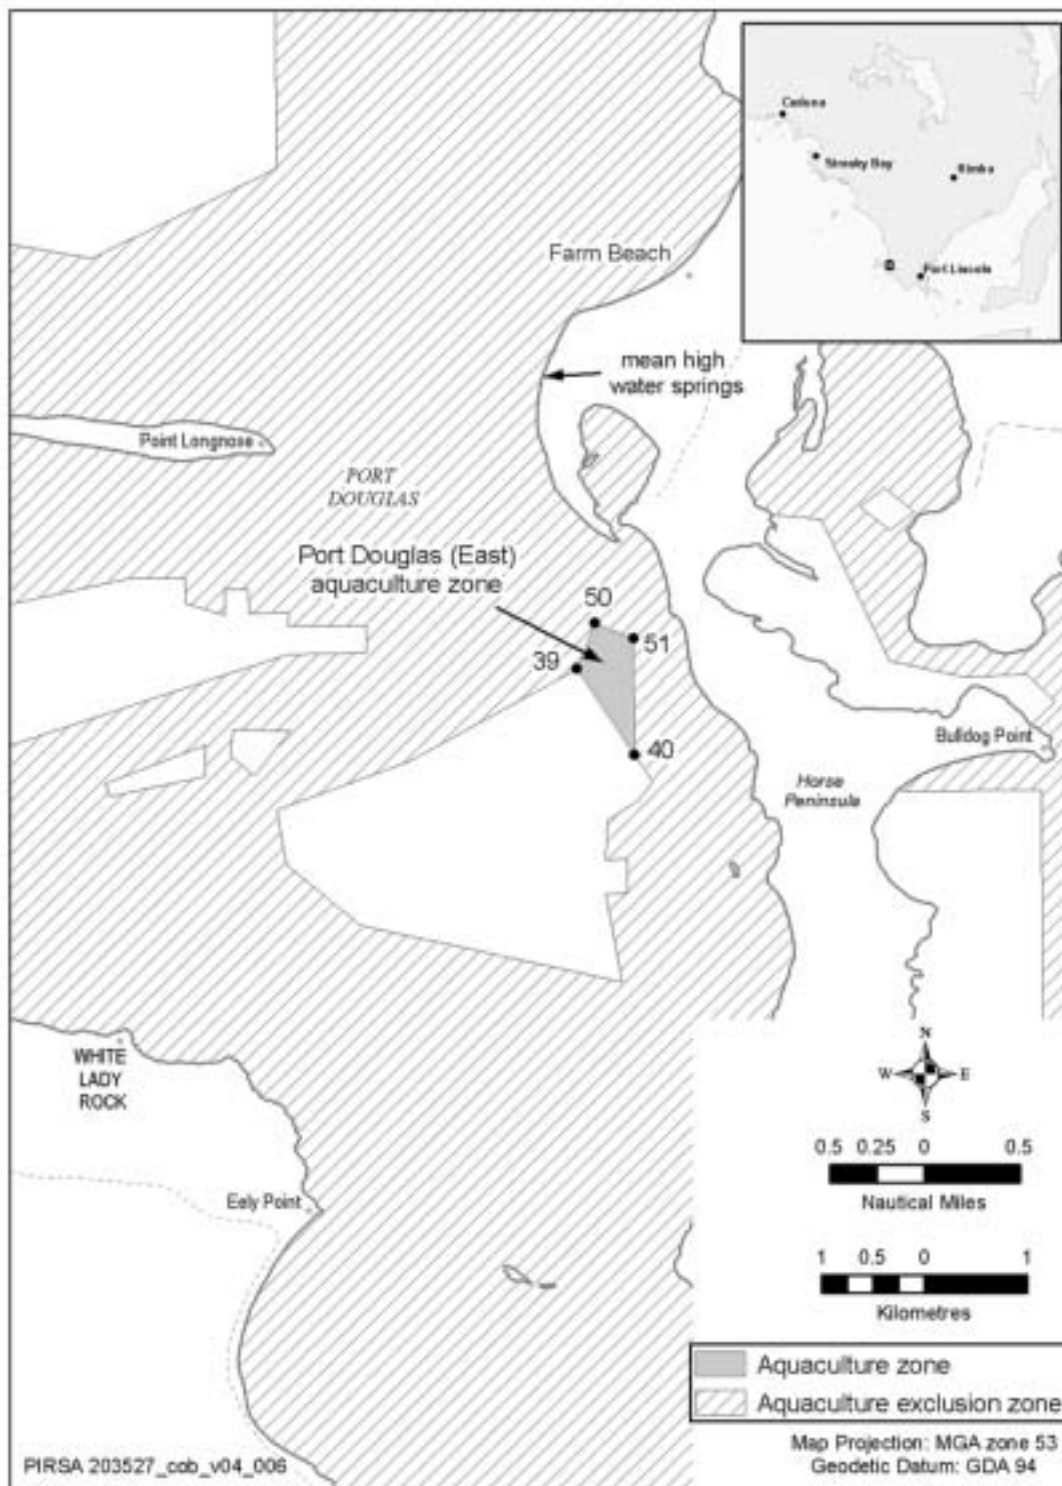 Ceduna
Streaky Bay
Kimba
Port Lincoln
Farm Beach
mean high
water springs
Point Longnose
PORT
DOUGLAS
Port Douglas (East)
aquaculture zone
50
51
39
40
Bulldog Point
Horse
Peninsula
WHITE
LADY
ROCK
N
W E
S
0.5 0.25 0 0.5
Nautical Miles
Eely Point
1 0.5 0 1
Kilometres
Aquaculture zone
Aquaculture exclusion zone
Map Projection: MGA zone 53
Geodetic Datum: GDA 94
PIRSA 203527_cob_v04_006